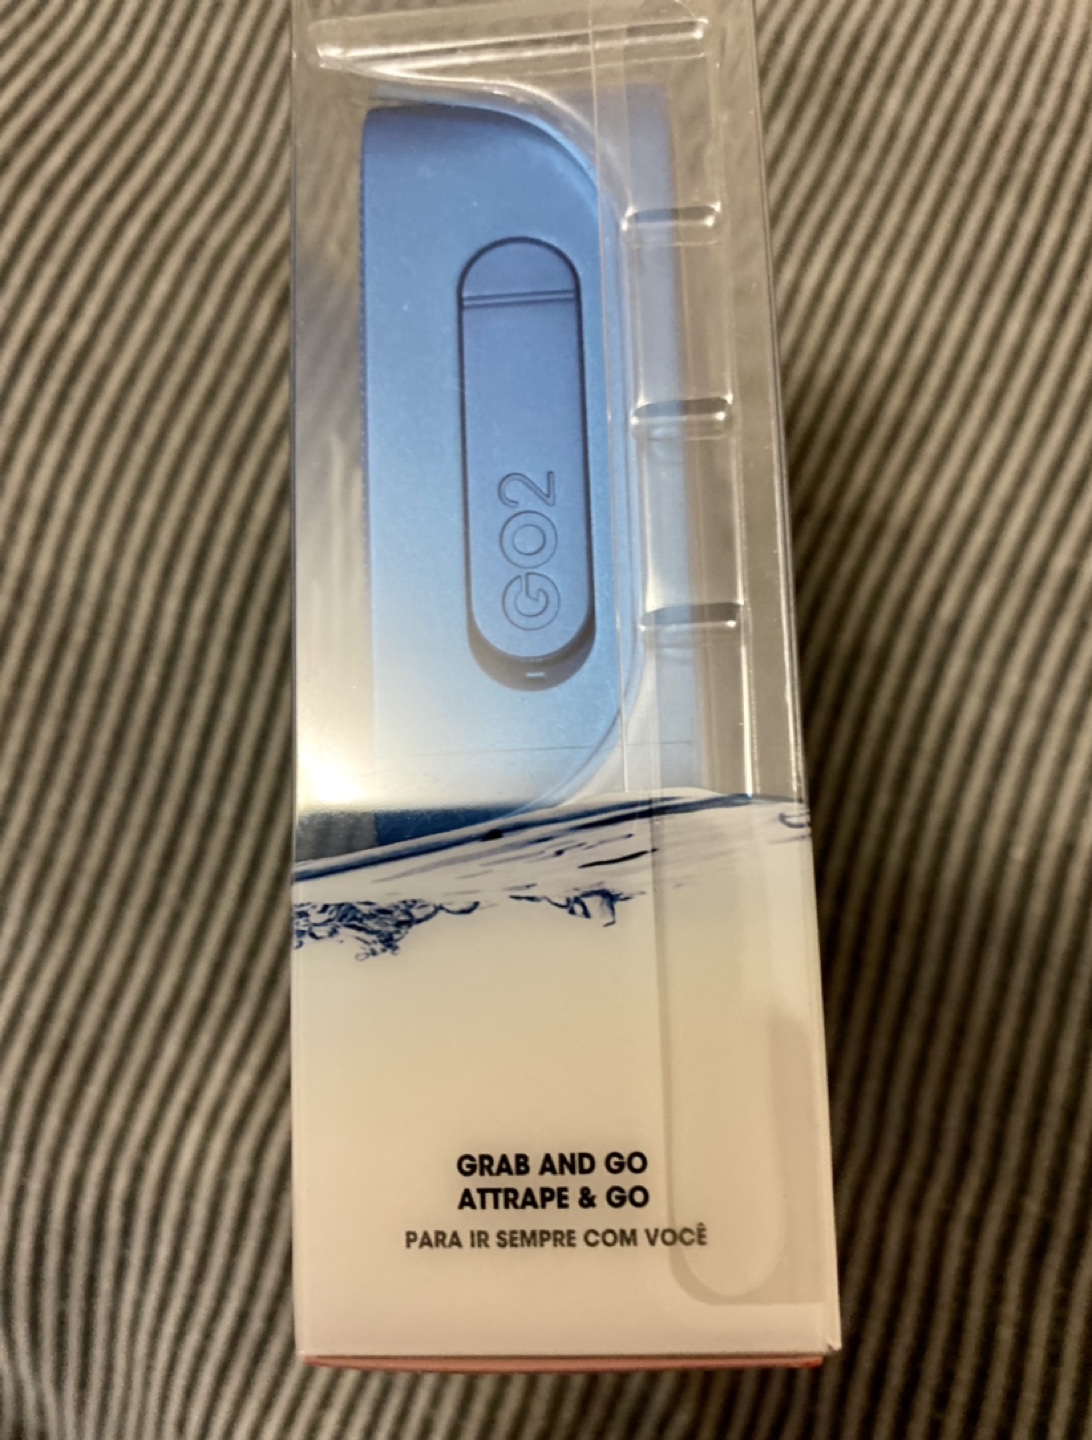 GO2
GRAB AND GO
ATTRAPE & GO
PARA IR SEMPRE COM VOCÊ